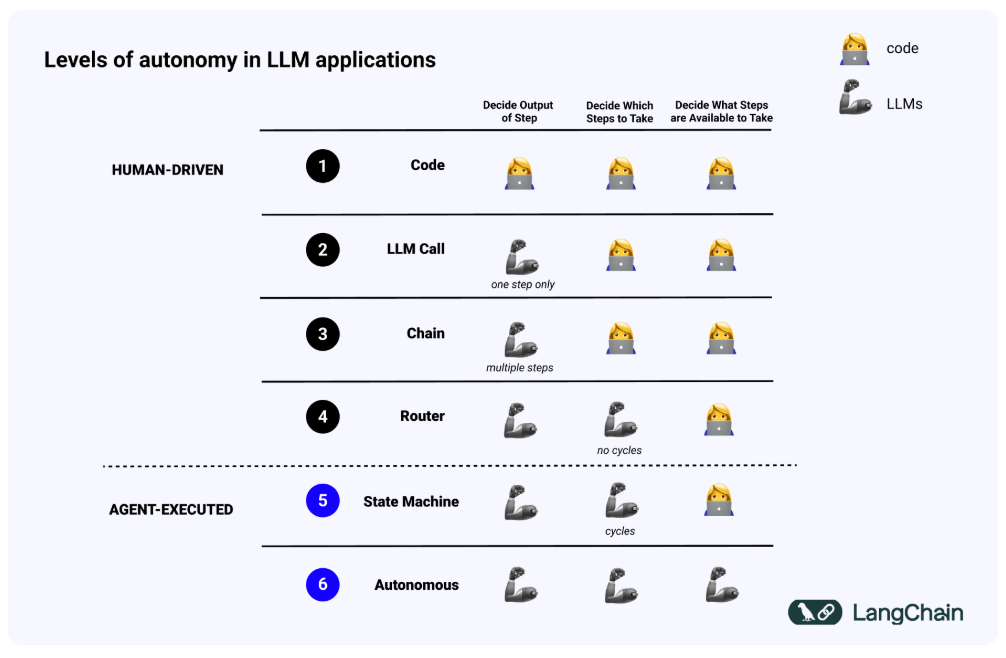 Levels of autonomy in LLM applications
code
LLMs
Decide Output
of Step
Decide Which
Steps to Take
Decide What Steps
are Available to Take
HUMAN-DRIVEN
1
Code
2
LLM Call
one step only
3
Chain
multiple steps
4
Router
no cycles
AGENT-EXECUTED
5
State Machine
cycles
6
Autonomous
LangChain